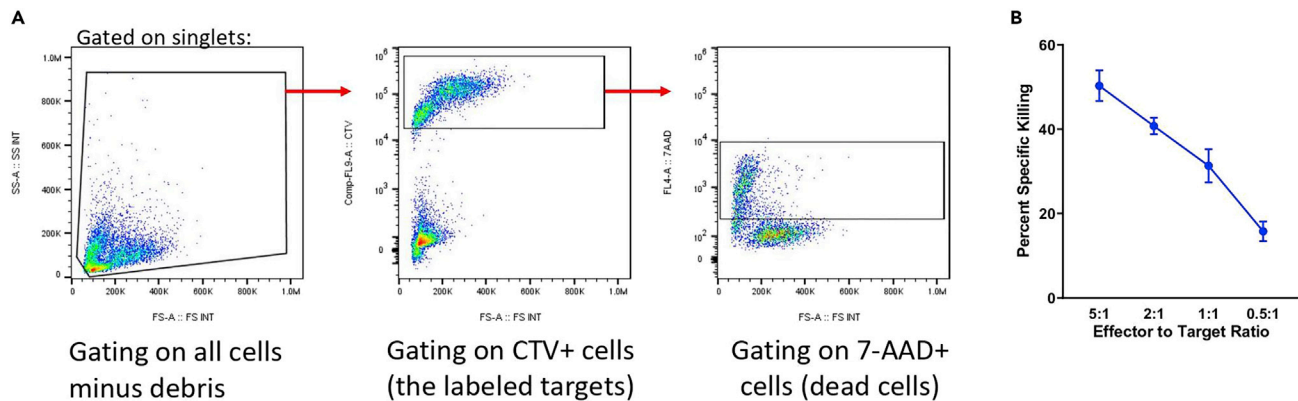 A
Gated on singlets:
1.0M
800K
600K
400K
200K
0
SS-A :: SS INT
0 200K 400K 600K 800K 1.0M
FS-A :: FS INT
Gating on all cells
minus debris
10^6
10^5
10^4
10^3
10^2
0
Comp-FL9-A :: CTV
0 200K 400K 600K 800K 1.0M
FS-A :: FS INT
Gating on CTV+ cells
(the labeled targets)
10^6
10^5
10^4
10^3
10^2
0
FL4-A :: 7AAD
0 200K 400K 600K 800K 1.0M
FS-A :: FS INT
Gating on 7-AAD+
cells (dead cells)
B
60
40
20
0
Percent Specific Killing
5:1 2:1 1:1 0.5:1
Effector to Target Ratio